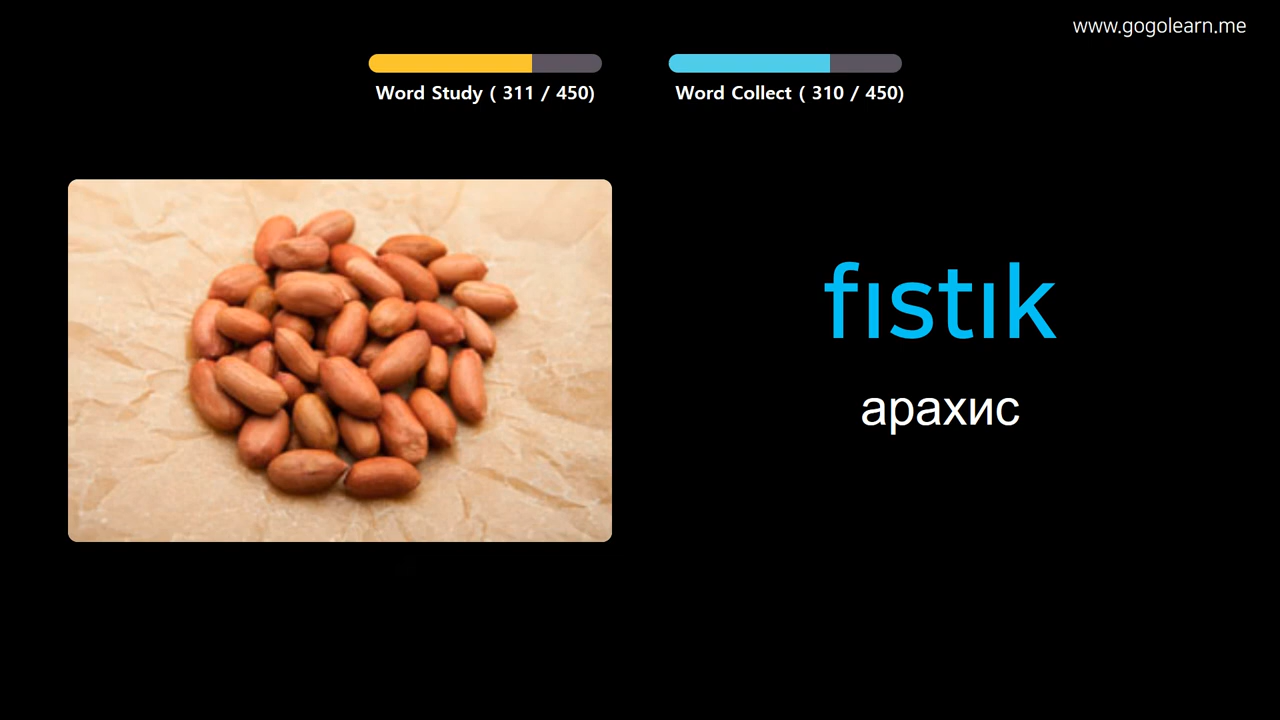 www.gogolearn.me
Word Study ( 311 / 450)
Word Collect ( 310 / 450)
fıstık
арахис